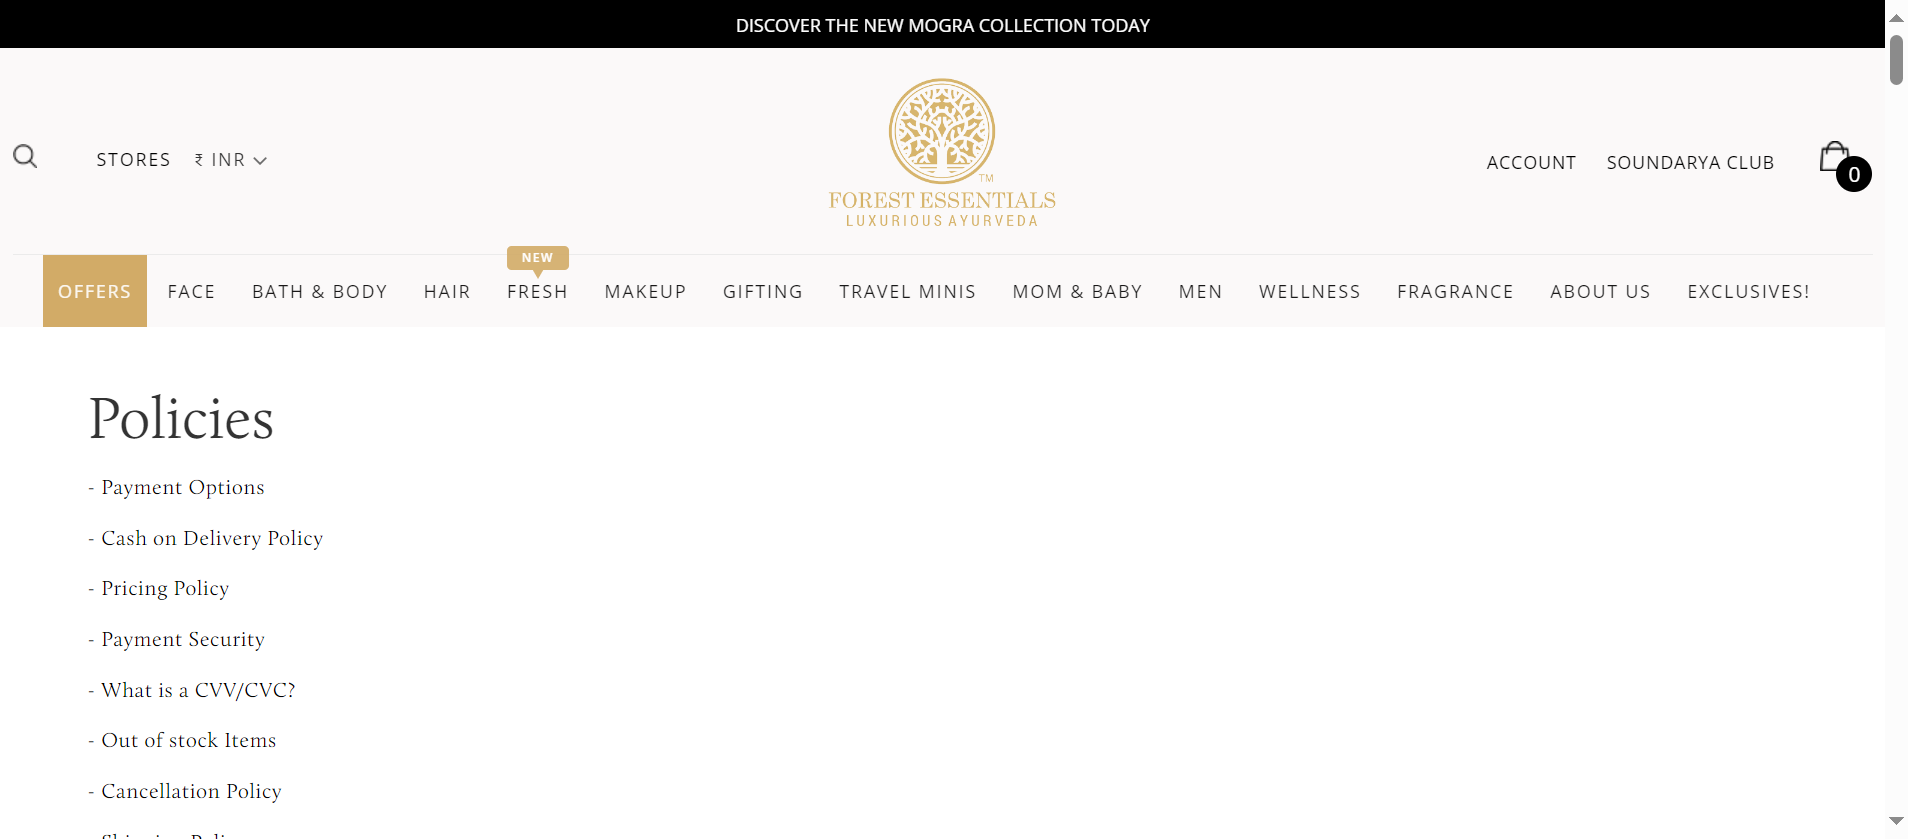 DISCOVER THE NEW MOGRA COLLECTION TODAY
STORES ₹ INR
TM
FOREST ESSENTIALS
LUXURIOUS AYURVEDA
ACCOUNT SOUNDARYA CLUB 0
NEW
OFFERS FACE BATH & BODY HAIR FRESH MAKEUP GIFTING TRAVEL MINIS MOM & BABY MEN WELLNESS FRAGRANCE ABOUT US EXCLUSIVES!
Policies
- Payment Options
- Cash on Delivery Policy
- Pricing Policy
- Payment Security
- What is a CVV/CVC?
- Out of stock Items
- Cancellation Policy